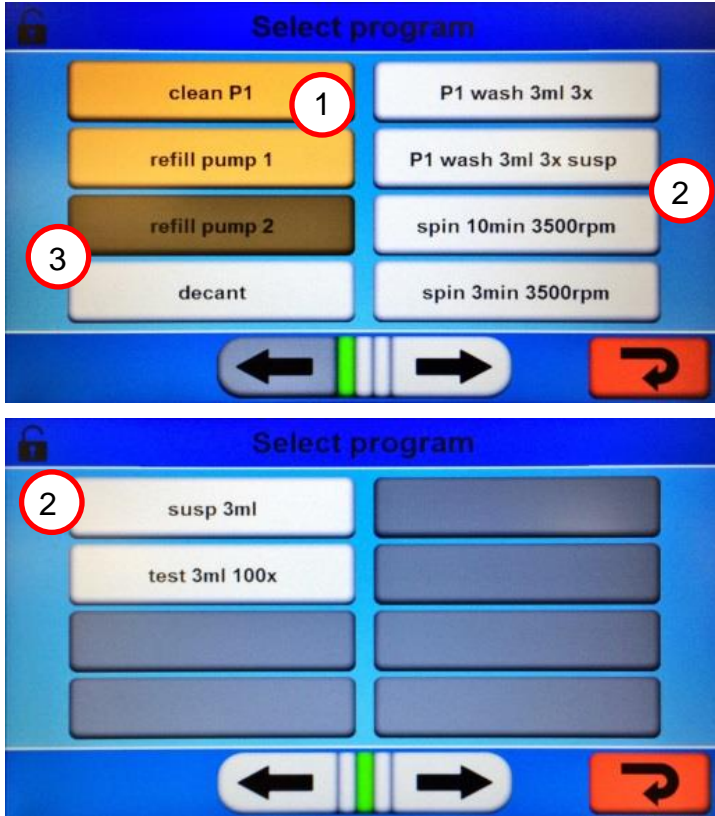 Select program
clean P1
1
P1 wash 3ml 3x
refill pump 1
P1 wash 3ml 3x susp
2
refill pump 2
spin 10min 3500rpm
3
decant
spin 3min 3500rpm
Select program
2
susp 3ml
test 3ml 100x